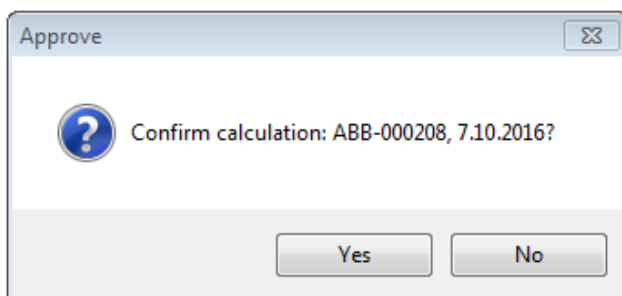 Approve
Confirm calculation: ABB-000208, 7.10.2016?
Yes
No